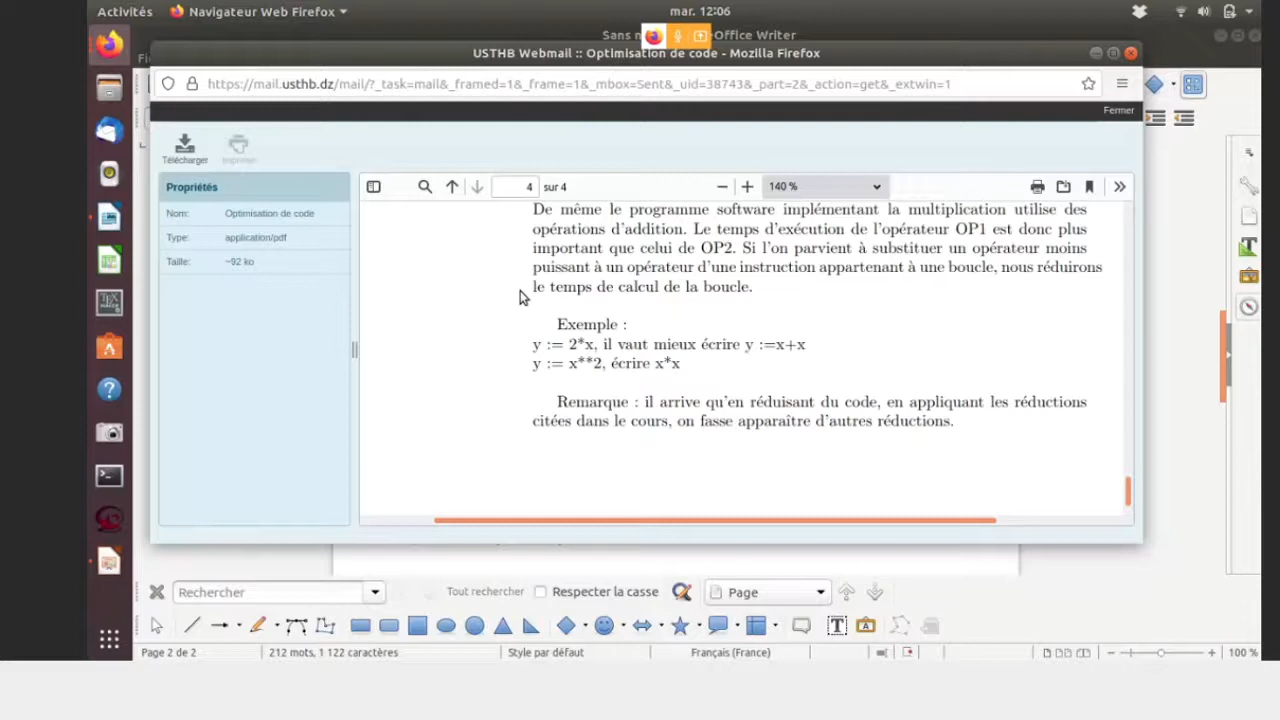 Activités
Navigateur Web Firefox
mar. 12:06
Sans n
eOffice Writer
USTHB Webmail :: Optimisation de code - Mozilla Firefox
https://mail.usthb.dz/mail/?_task=mail&_framed=1&_frame=1&_mbox=Sent&_uid=38743&_part=2&_action=get&_extwin=1
Fermer
Télécharger
Imprimer
Propriétés
Nom: Optimisation de code
Type: application/pdf
Taille: ~92 ko
4 sur 4
140 %
De même le programme software implémentant la multiplication utilise des
opérations d'addition. Le temps d'exécution de l'opérateur OP1 est donc plus
important que celui de OP2. Si l'on parvient à substituer un opérateur moins
puissant à un opérateur d'une instruction appartenant à une boucle, nous réduirons
le temps de calcul de la boucle.
Exemple :
y := 2*x, il vaut mieux écrire y :=x+x
y := x**2, écrire x*x
Remarque : il arrive qu'en réduisant du code, en appliquant les réductions
citées dans le cours, on fasse apparaître d'autres réductions.
Rechercher
Tout rechercher
Respecter la casse
Page
Page 2 de 2
212 mots, 1 122 caractères
Style par défaut
Français (France)
100 %